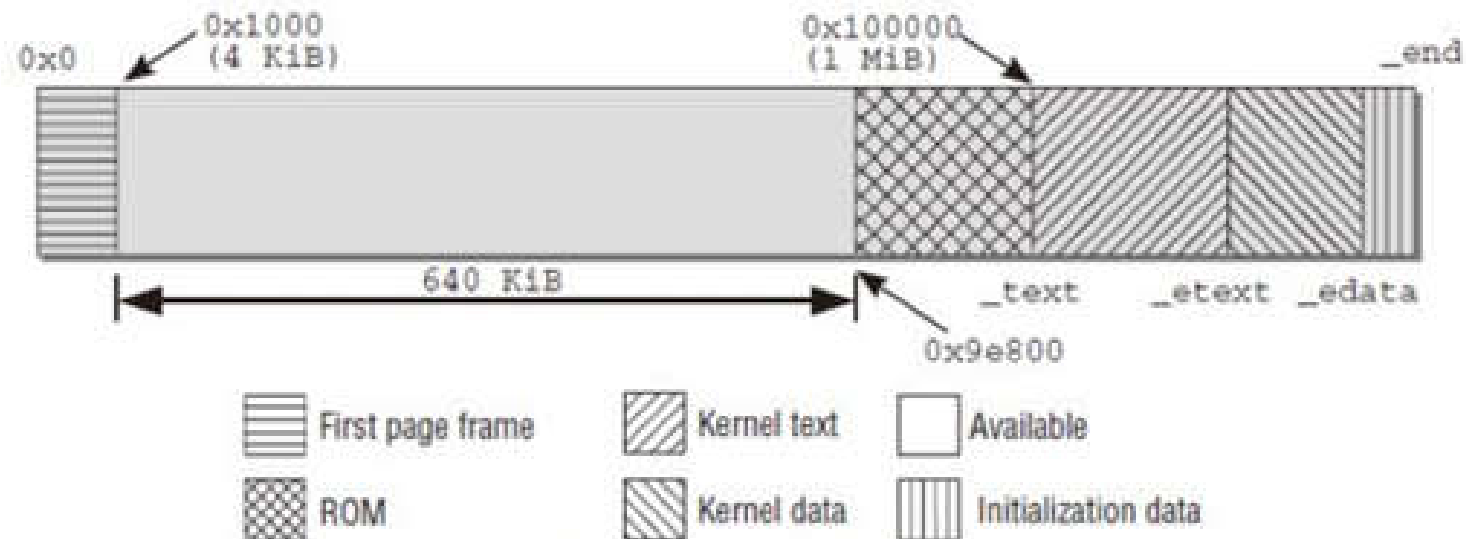 0x1000
(4 KiB)
0x100000
(1 MiB)
0x0
_end
640 KiB
_text
_etext
_edata
0x9e800
First page frame
Kernel text
Available
ROM
Kernel data
Initialization data